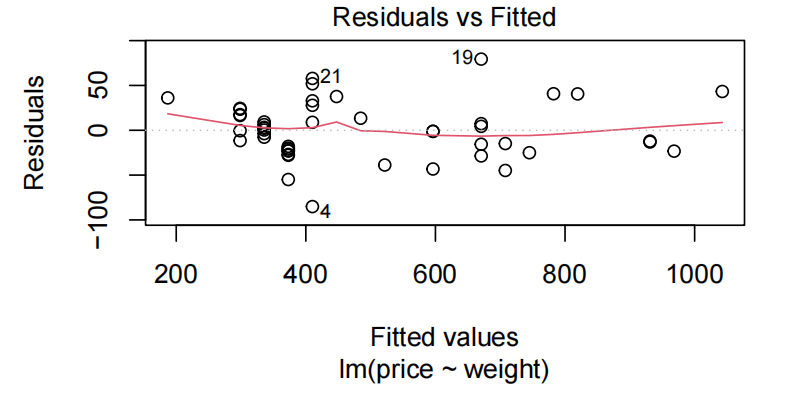 Residuals vs Fitted
Residuals
50
0
−100
19
21
4
200 400 600 800 1000
Fitted values
lm(price ~ weight)